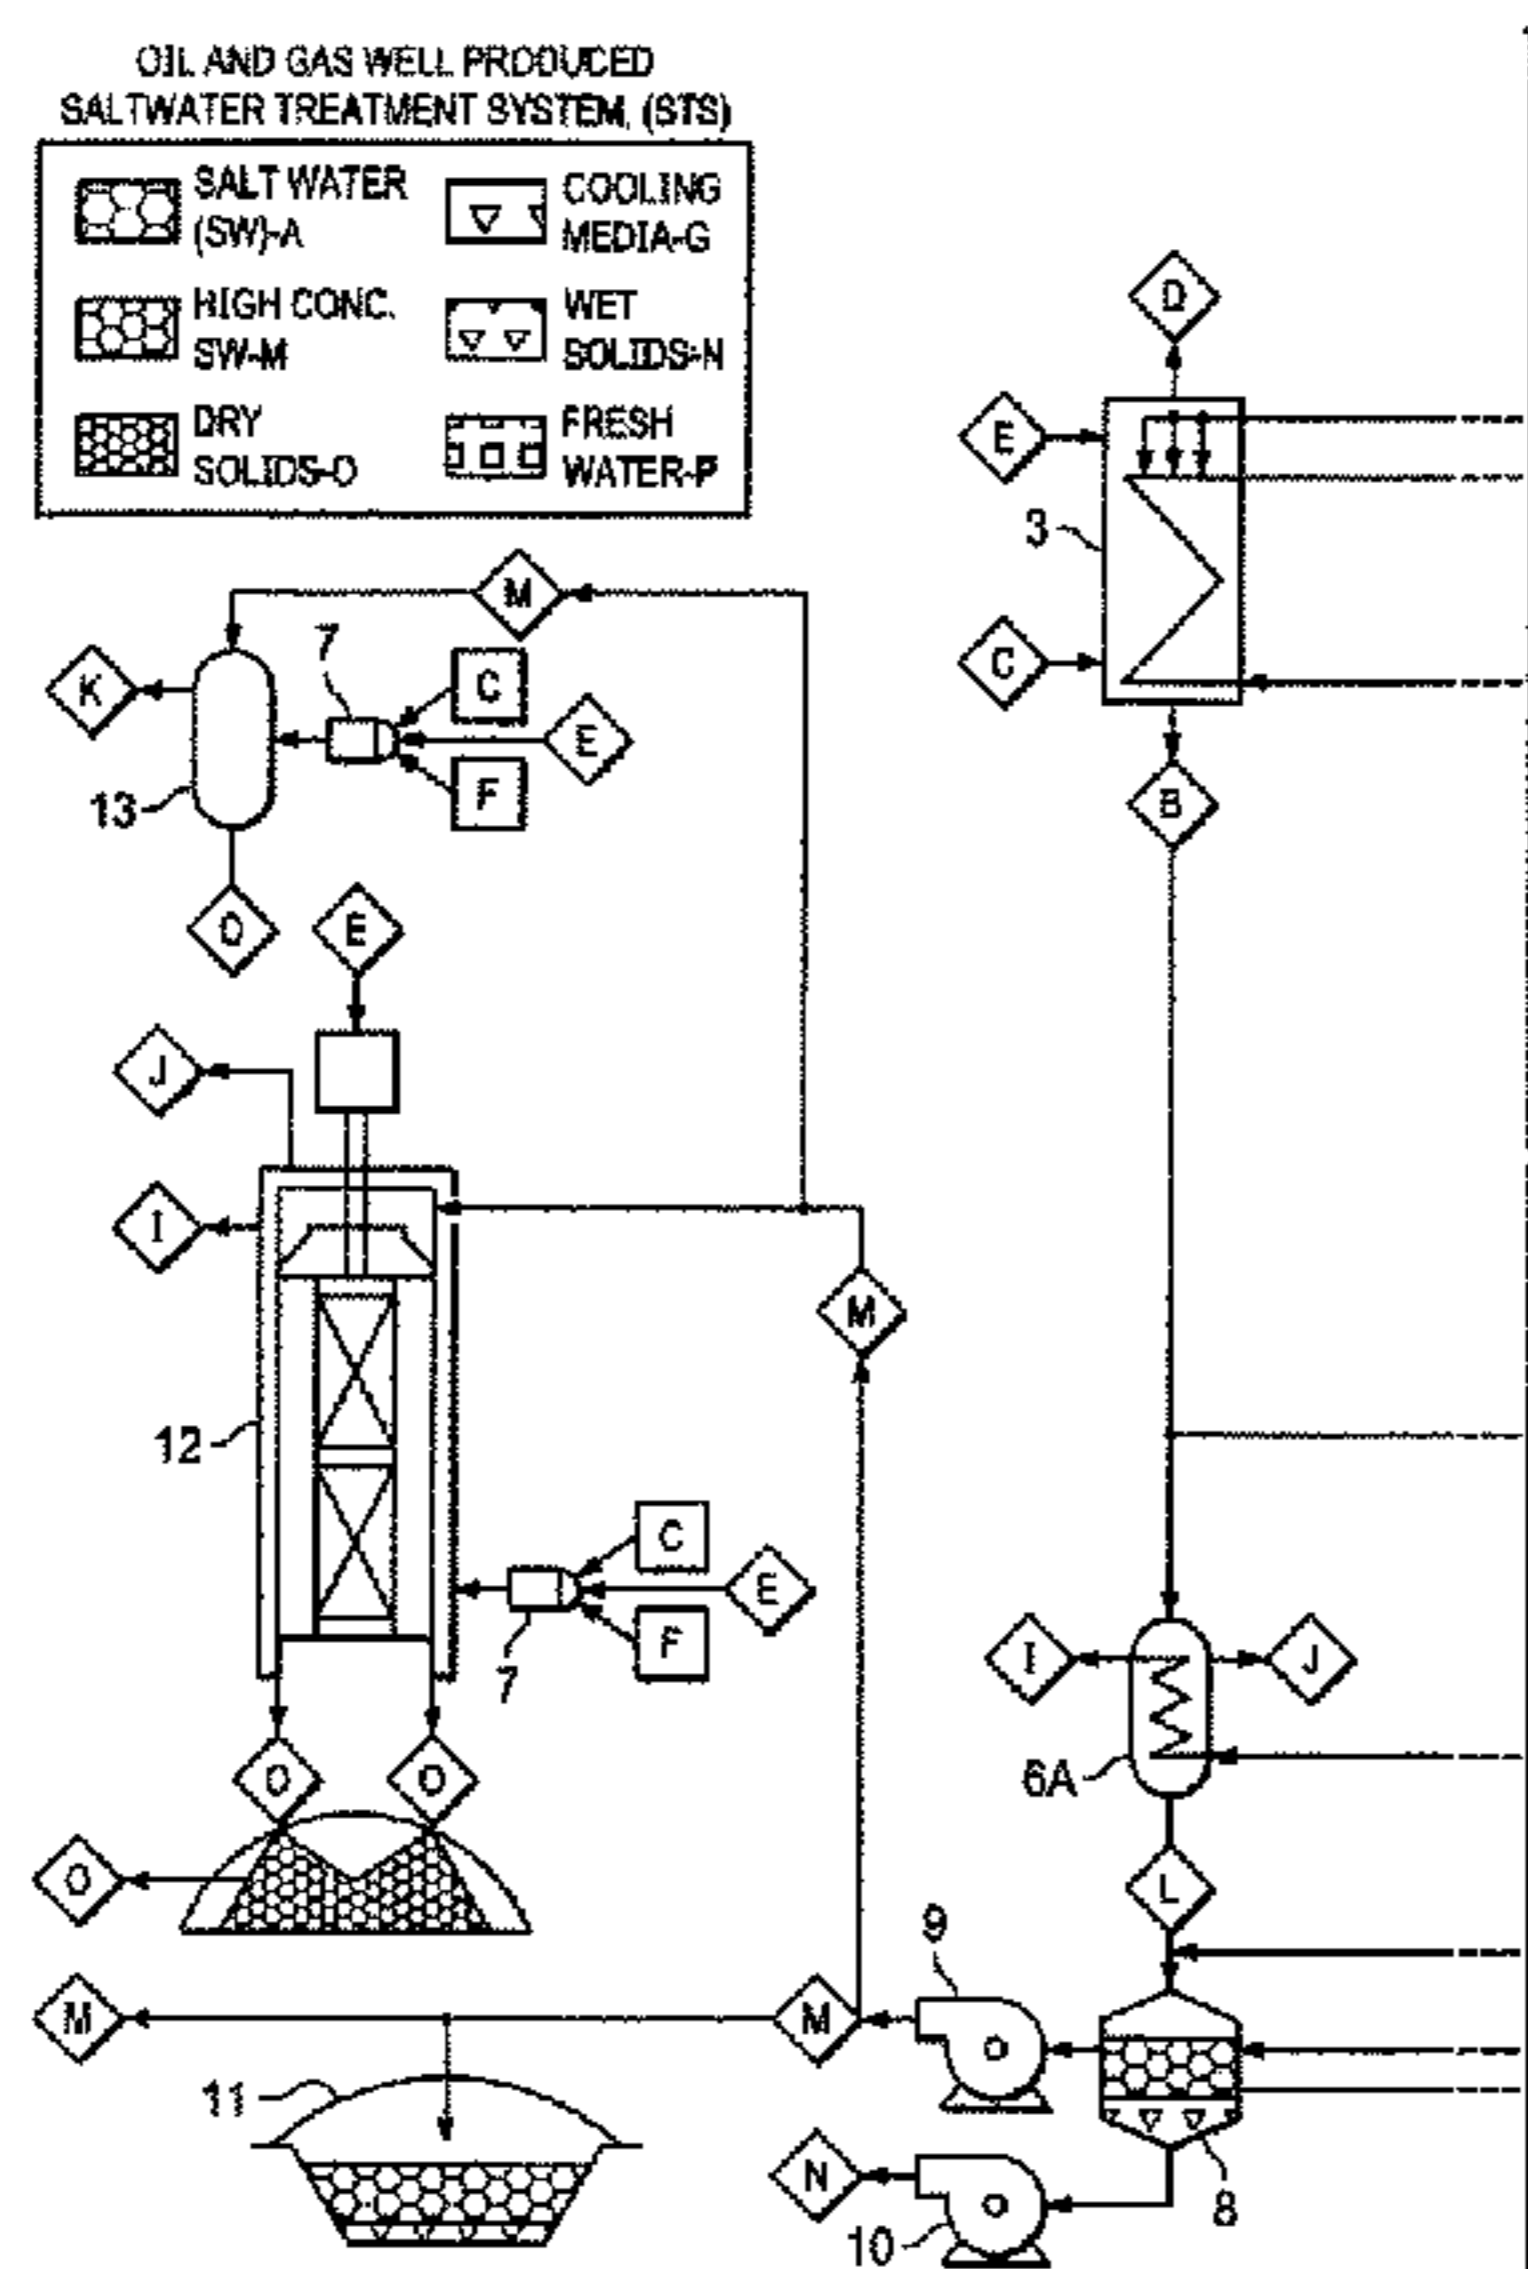 OIL AND GAS WELL PRODUCED
SALTWATER TREATMENT SYSTEM, (STS)
SALT WATER
(SW)-A
COOLING
MEDIA-G
HIGH CONC.
SW-M
WET
SOLIDS-N
DRY
SOLIDS-O
FRESH
WATER-P
D
E
3
C
B
M
7
K
C
E
F
13
O
E
J
I
M
12
C
E
F
7
I
J
6A
O
O
O
L
9
M
M
11
N
10
8